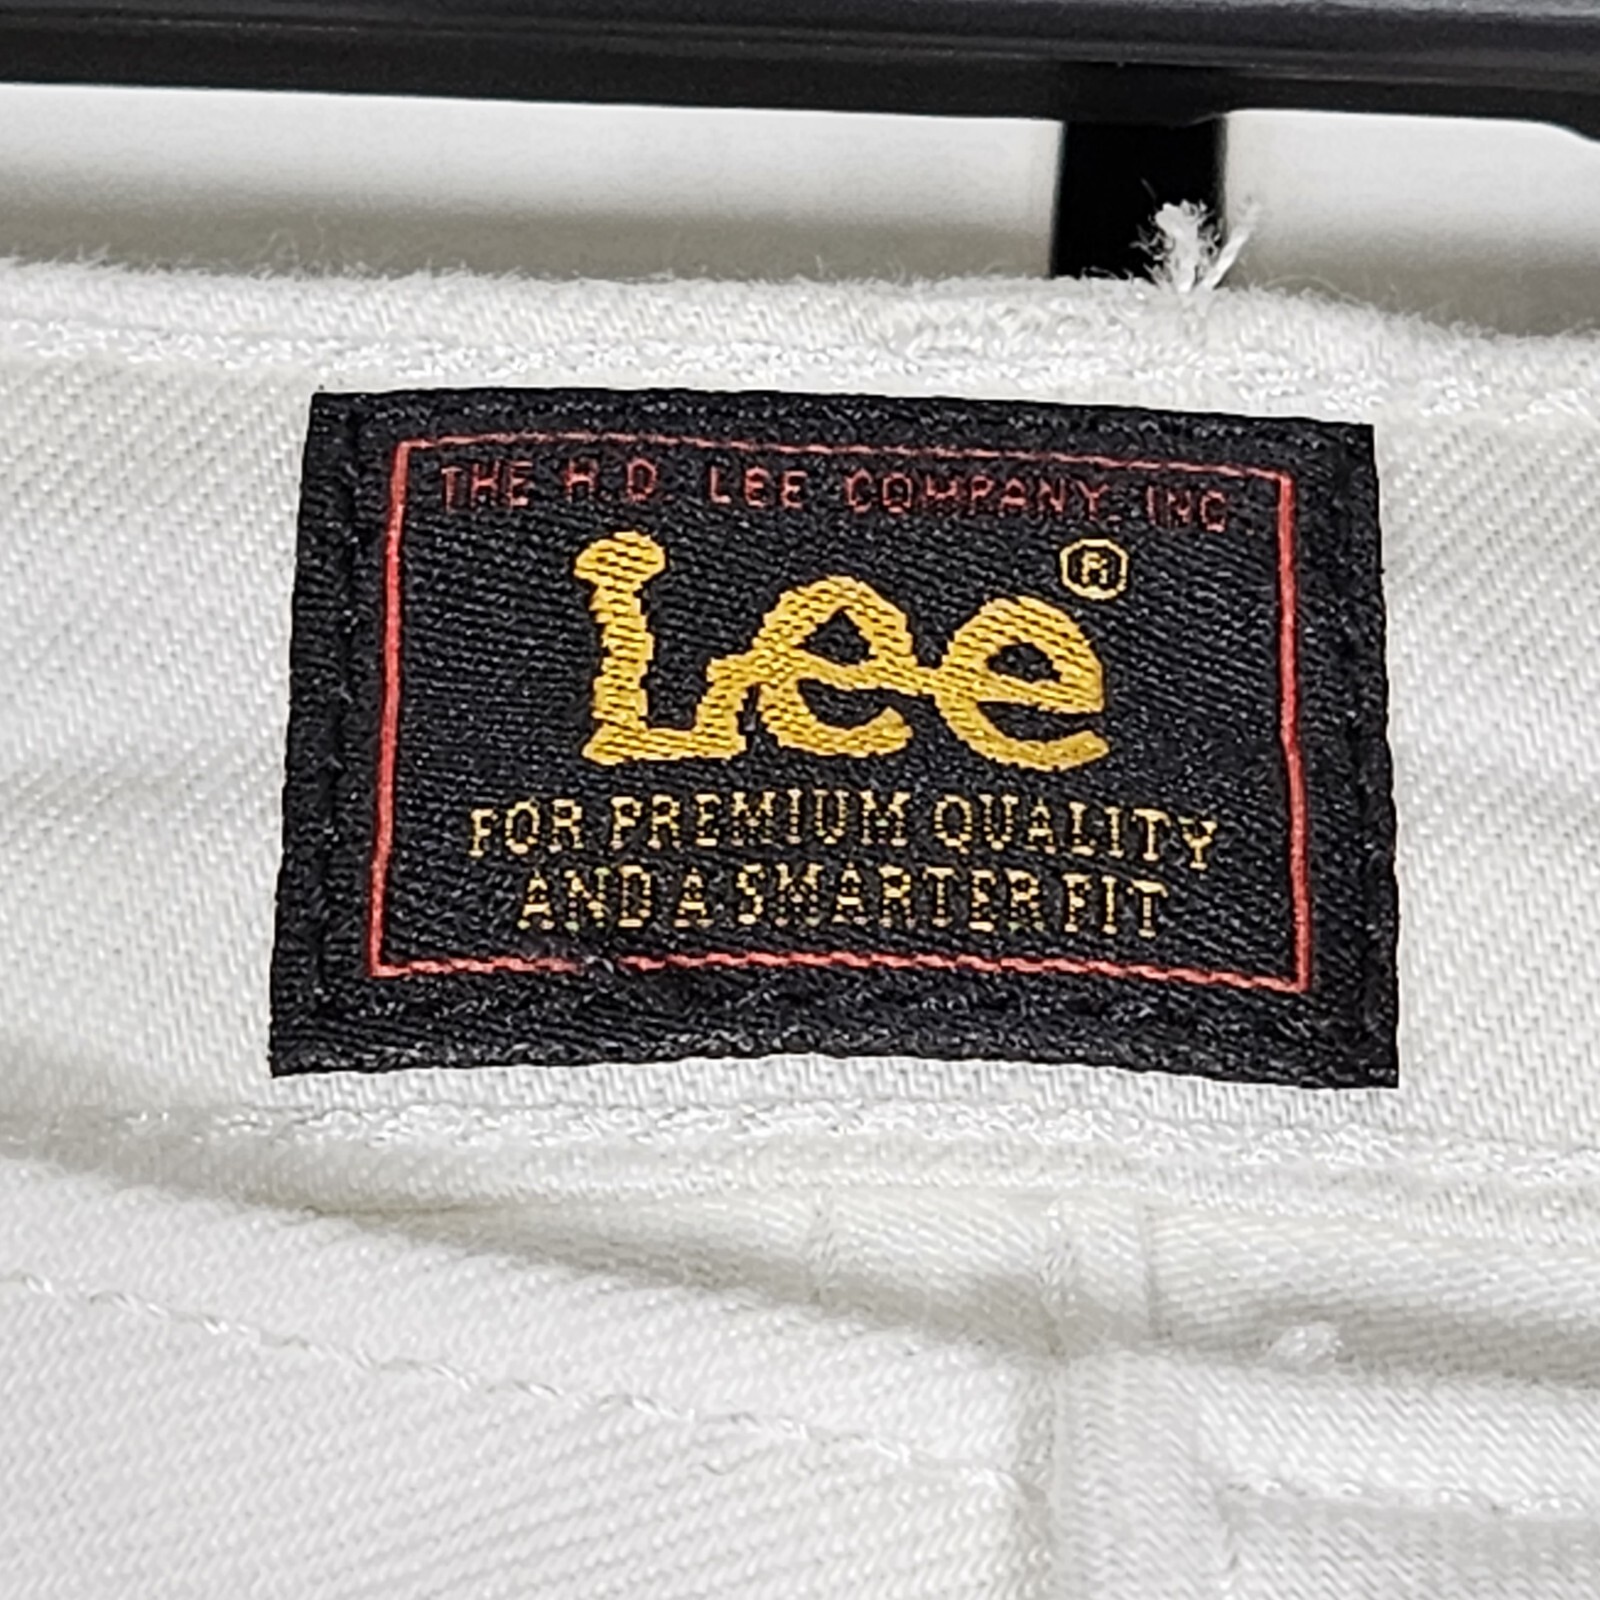 THE H.D. LEE COMPANY, INC.
Lee®
FOR PREMIUM QUALITY
AND A SMARTER FIT